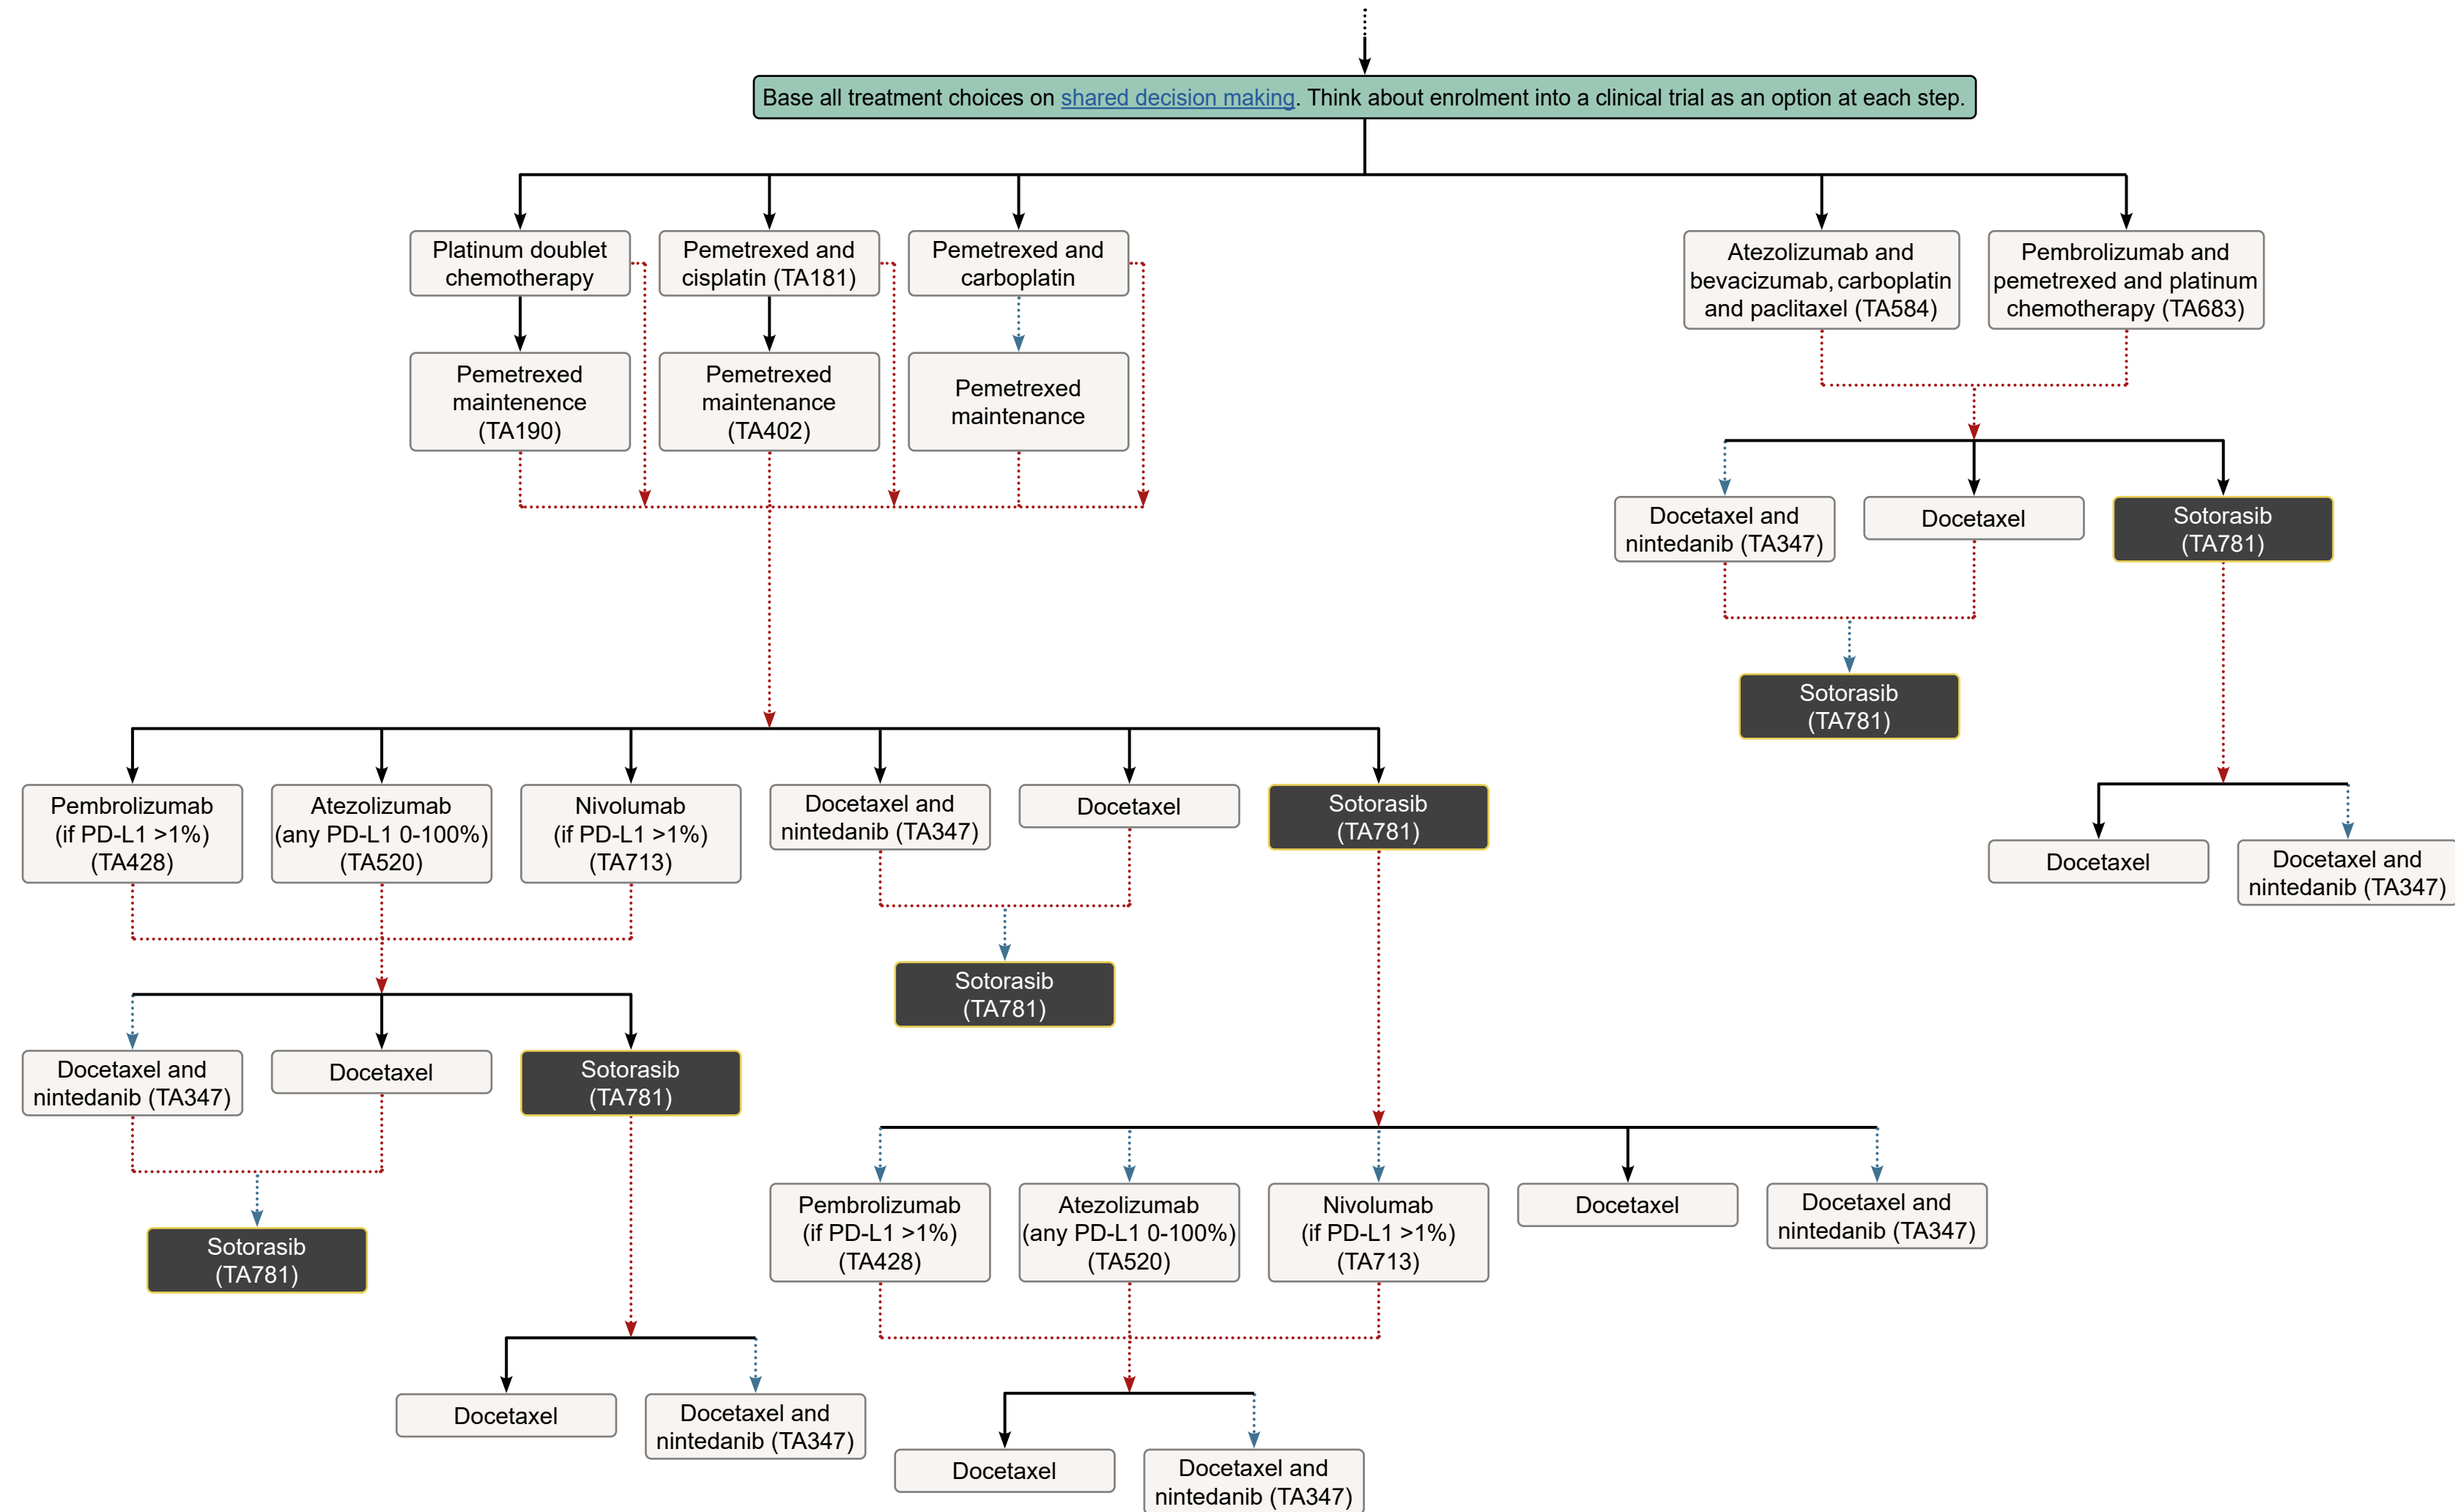 Base all treatment choices on shared decision making. Think about enrolment into a clinical trial as an option at each step.
Platinum doublet
chemotherapy
Pemetrexed and
cisplatin (TA181)
Pemetrexed and
carboplatin
Atezolizumab and
bevacizumab, carboplatin
and paclitaxel (TA584)
Pembrolizumab and
pemetrexed and platinum
chemotherapy (TA683)
Pemetrexed
maintenence
(TA190)
Pemetrexed
maintenance
(TA402)
Pemetrexed
maintenance
Docetaxel and
nintedanib (TA347)
Docetaxel
Sotorasib
(TA781)
Sotorasib
(TA781)
Pembrolizumab
(if PD-L1 >1%)
(TA428)
Atezolizumab
(any PD-L1 0-100%)
(TA520)
Nivolumab
(if PD-L1 >1%)
(TA713)
Docetaxel and
nintedanib (TA347)
Docetaxel
Sotorasib
(TA781)
Docetaxel
Docetaxel and
nintedanib (TA347)
Sotorasib
(TA781)
Docetaxel and
nintedanib (TA347)
Docetaxel
Sotorasib
(TA781)
Pembrolizumab
(if PD-L1 >1%)
(TA428)
Atezolizumab
(any PD-L1 0-100%)
(TA520)
Nivolumab
(if PD-L1 >1%)
(TA713)
Docetaxel
Docetaxel and
nintedanib (TA347)
Sotorasib
(TA781)
Docetaxel
Docetaxel and
nintedanib (TA347)
Docetaxel
Docetaxel and
nintedanib (TA347)